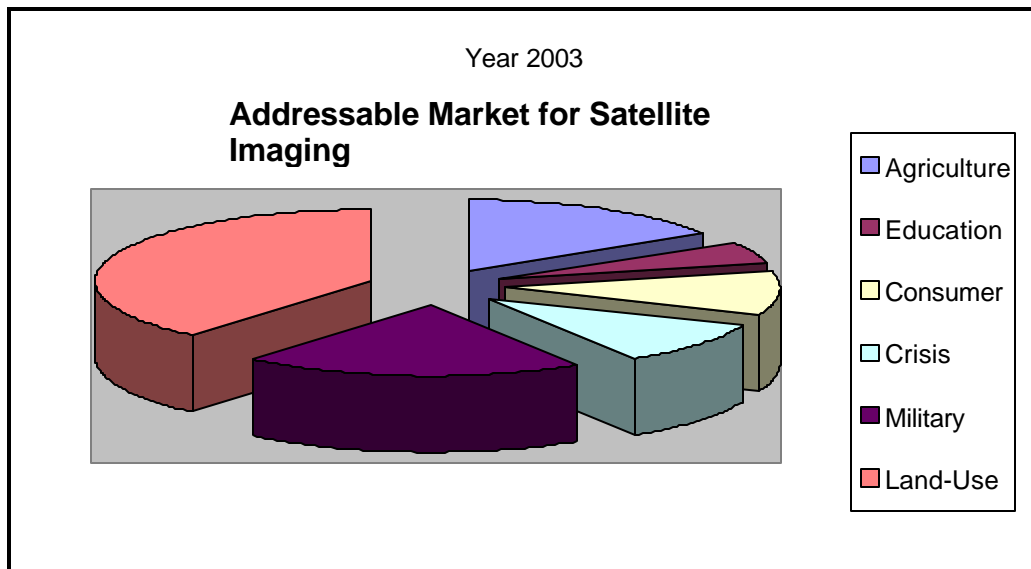 Year 2003
Addressable Market for Satellite
Imaging
Agriculture
Education
Consumer
Crisis
Military
Land-Use